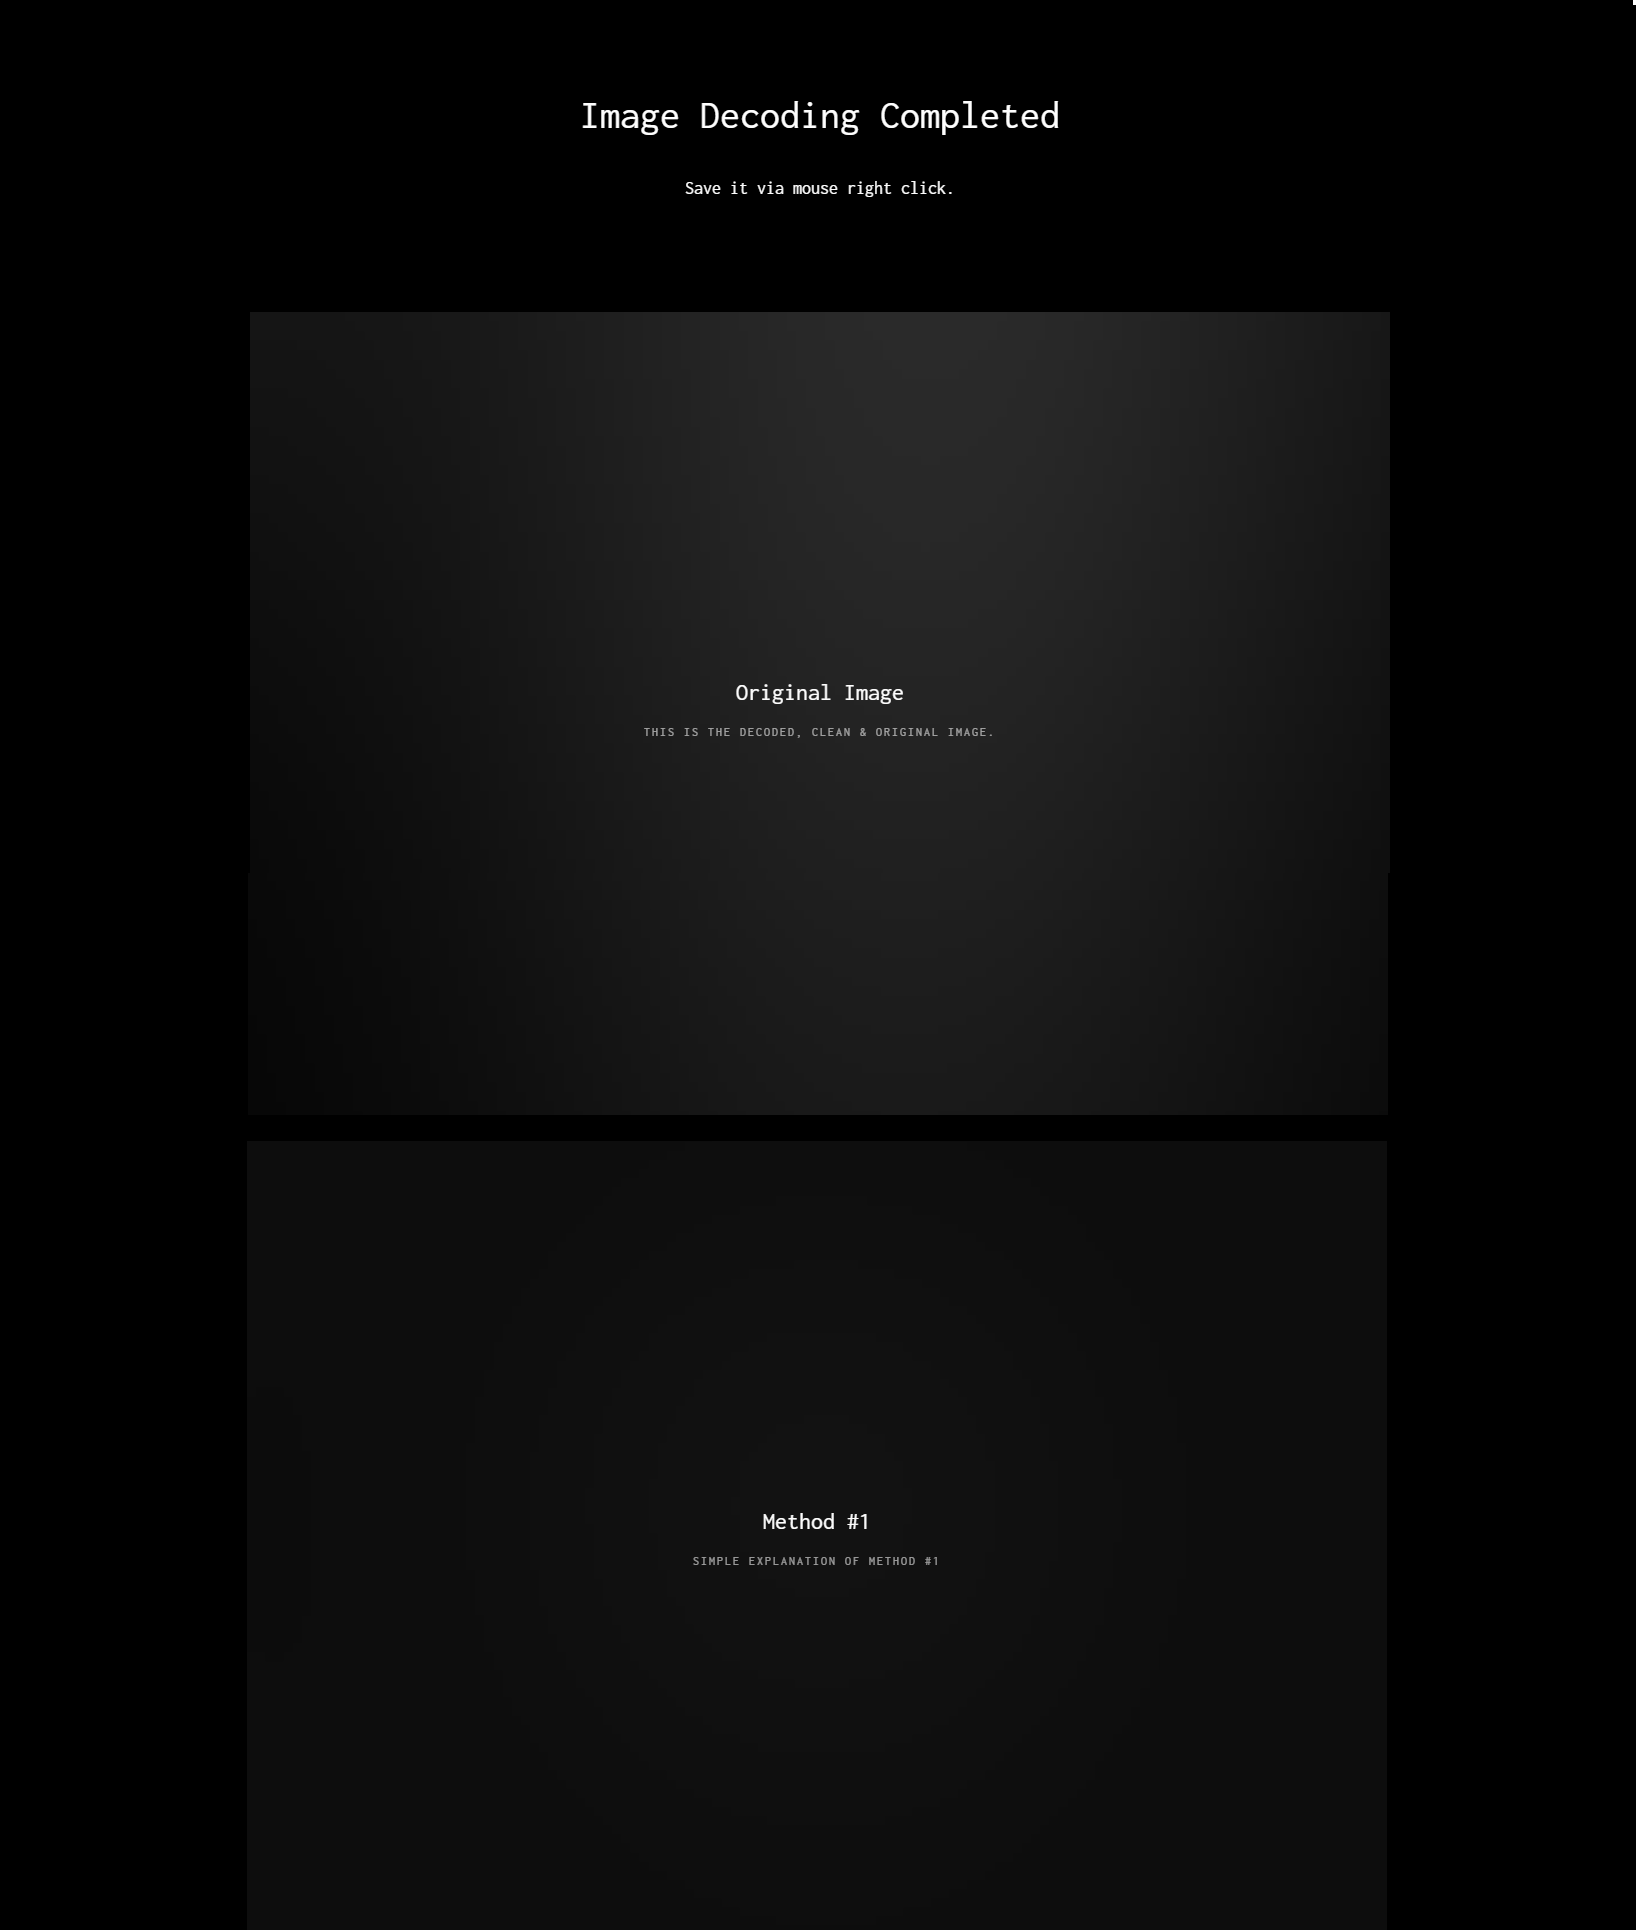 Image Decoding Completed
Save it via mouse right click.
Original Image
THIS IS THE DECODED, CLEAN & ORIGINAL IMAGE.
Method #1
SIMPLE EXPLANATION OF METHOD #1